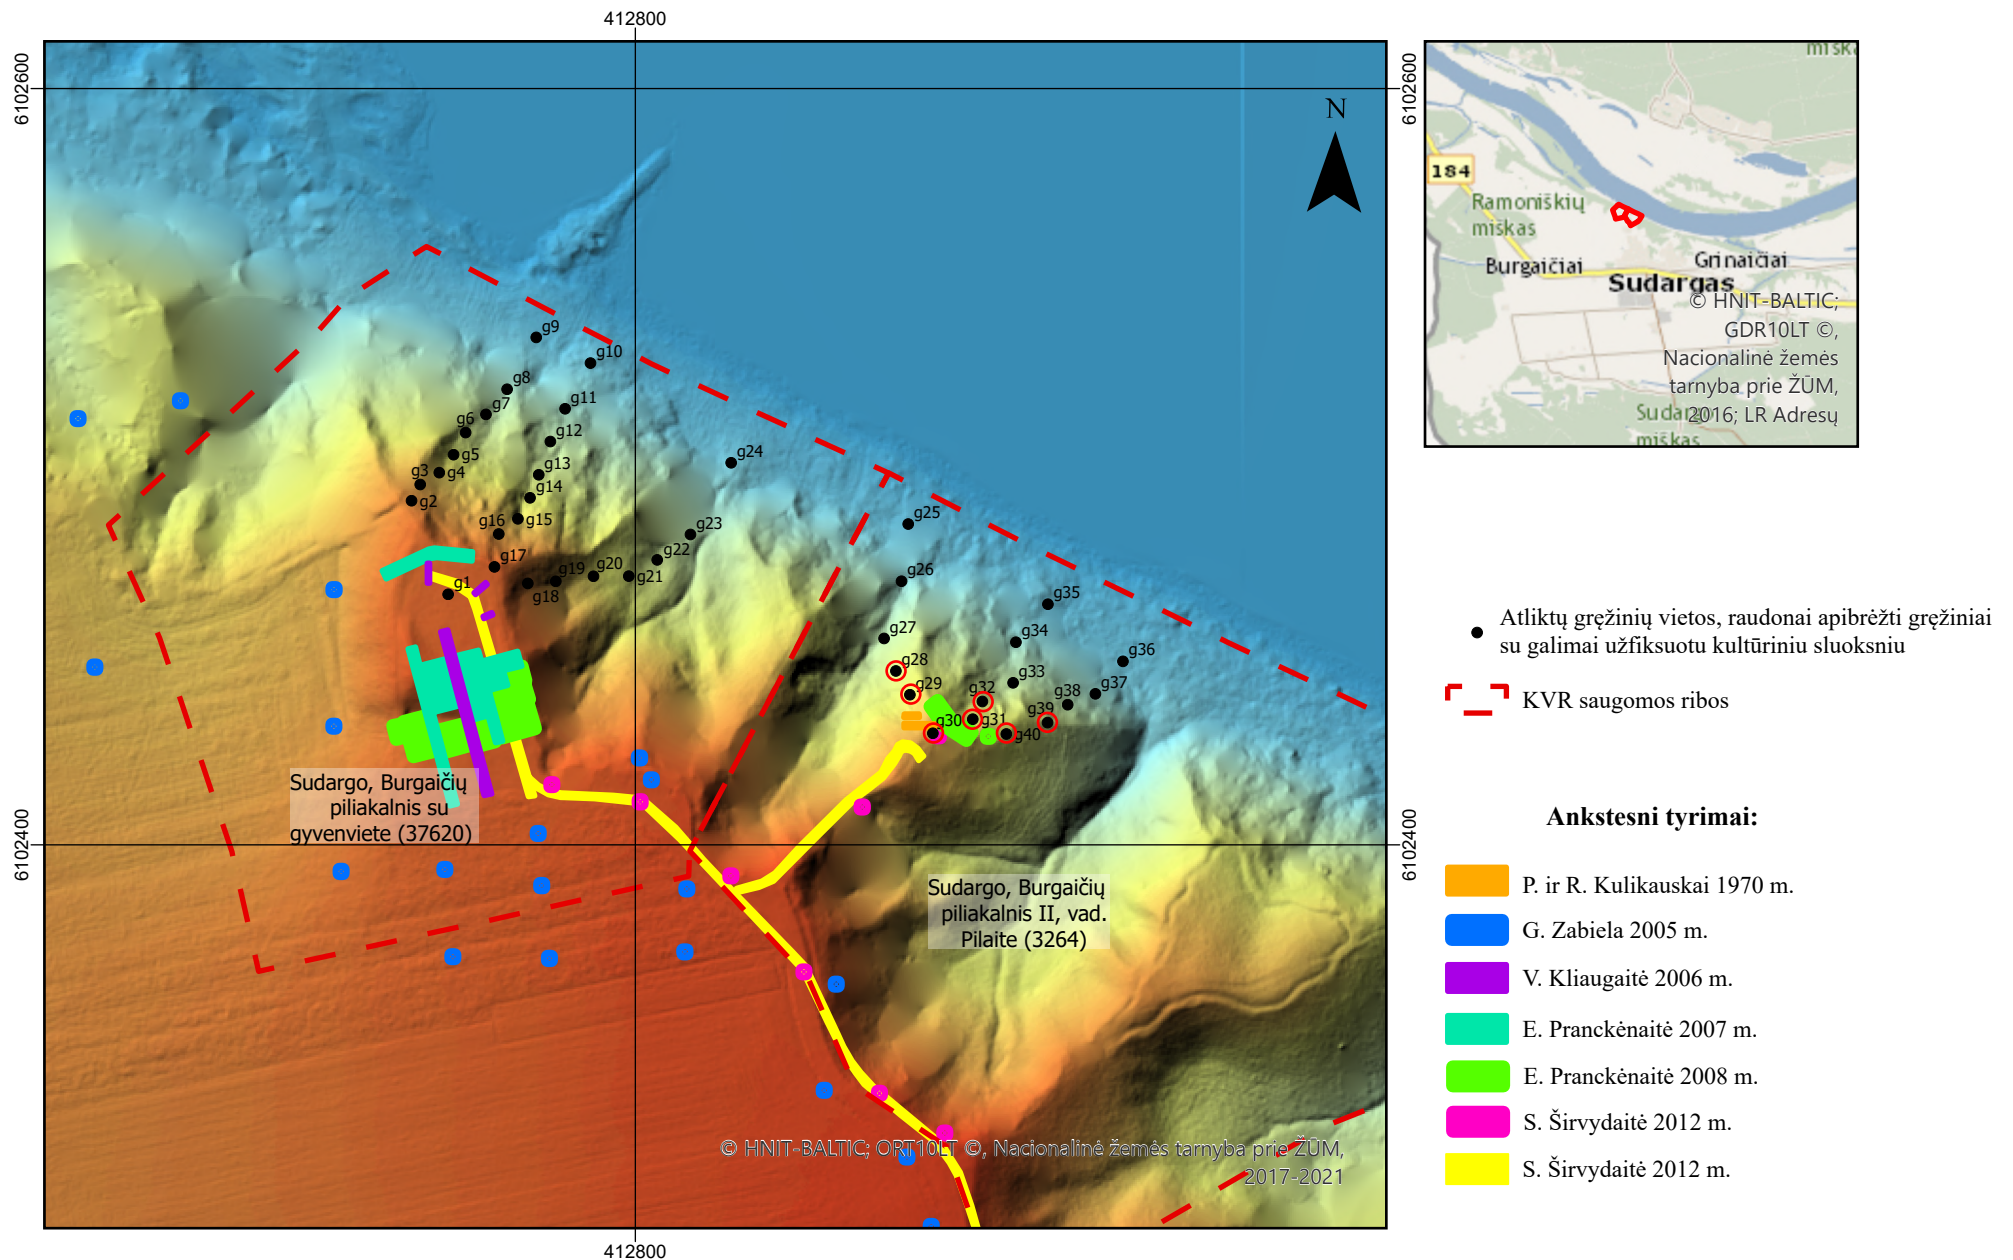 412800
6102600
6102600
N
g9
g10
g8
g7
g11
g6
g12
g5
g24
g3
g4
g13
g14
g2
g16
g15
g25
g23
g17
g22
g20
g19
g21
g26
g1
g18
g35
g27
g34
g36
g28
g33
g29
g32
g37
g38
g30
g31
g39
g40
Sudargo, Burgaičių
piliakalnis su
gyvenviete (37620)
6102400
6102400
Sudargo, Burgaičių
piliakalnis II, vad.
Pilaite (3264)
© HNIT-BALTIC; ORT10LT ©, Nacionalinė žemės tarnyba prie ŽŪM,
2017-2021
412800
miška
184
Ramoniškių
miškas
Burgaičiai
Grinaičiai
Sudargas
© HNIT-BALTIC;
GDR10LT ©,
Nacionalinė žemės
tarnyba prie ŽŪM,
2016; LR Adresų
miškas
Atliktų gręžinių vietos, raudonai apibrėžti gręžiniai
su galimai užfiksuotu kultūriniu sluoksniu
KVR saugomos ribos
Ankstesni tyrimai:
P. ir R. Kulikauskai 1970 m.
G. Zabiela 2005 m.
V. Kliaugaitė 2006 m.
E. Pranckėnaitė 2007 m.
E. Pranckėnaitė 2008 m.
S. Širvydaitė 2012 m.
S. Širvydaitė 2012 m.